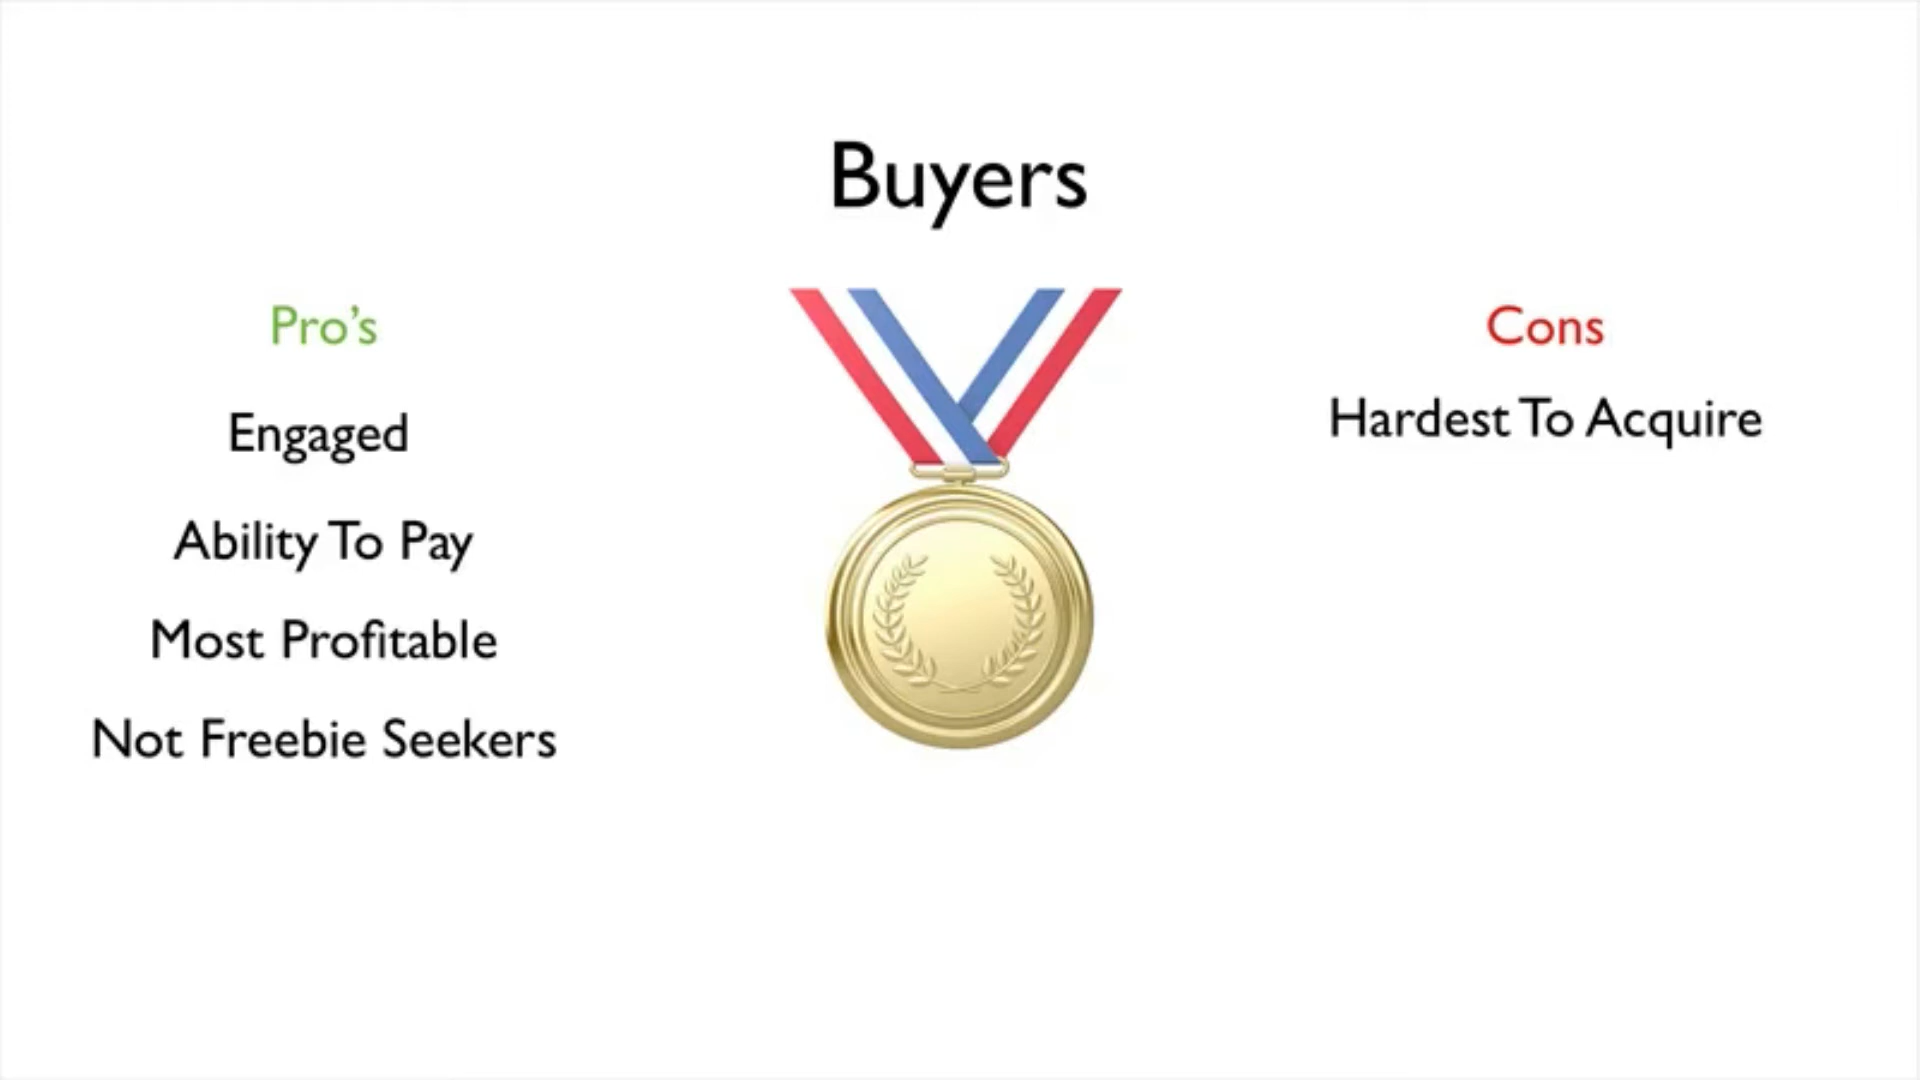 Buyers
Pro’s
Engaged
Ability To Pay
Most Profitable
Not Freebie Seekers
Cons
Hardest To Acquire